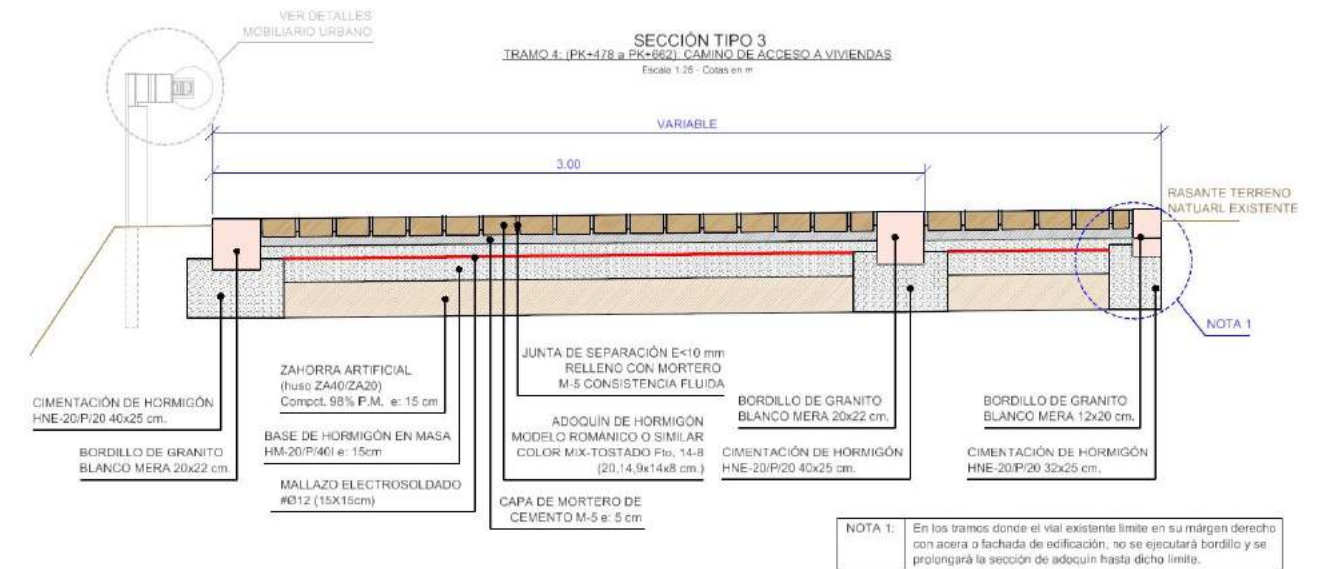 VER DETALLES
MOBILIARIO URBANO
SECCIÓN TIPO 3
TRAMO 4: (PK+478 a PK+662). CAMINO DE ACCESO A VIVIENDAS
Escala 1:25 - Cotas en m
VARIABLE
3.00
RASANTE TERRENO
NATUARL EXISTENTE
NOTA 1
CIMENTACIÓN DE HORMIGÓN
HNE-20/P/20 40x25 cm.
BORDILLO DE GRANITO
BLANCO MERA 20x22 cm.
ZAHORRA ARTIFICIAL
(huso ZA40/ZA20)
Compct. 98% P.M. e: 15 cm
BASE DE HORMIGÓN EN MASA
HM-20/P/40I e: 15cm
MALLAZO ELECTROSOLDADO
#Ø12 (15X15cm)
JUNTA DE SEPARACIÓN E<10 mm
RELLENO CON MORTERO
M-5 CONSISTENCIA FLUIDA
ADOQUÍN DE HORMIGÓN
MODELO ROMÁNICO O SIMILAR
COLOR MIX-TOSTADO Fto. 14-8
(20,14,9x14x8 cm.)
CAPA DE MORTERO DE
CEMENTO M-5 e: 5 cm
BORDILLO DE GRANITO
BLANCO MERA 20x22 cm.
CIMENTACIÓN DE HORMIGÓN
HNE-20/P/20 40x25 cm.
BORDILLO DE GRANITO
BLANCO MERA 12x20 cm.
CIMENTACIÓN DE HORMIGÓN
HNE-20/P/20 32x25 cm.
NOTA 1: En los tramos donde el vial existente limite en su márgen derecho
con acera o fachada de edificación, no se ejecutará bordillo y se
prolongará la sección de adoquin hasta dicho limite.